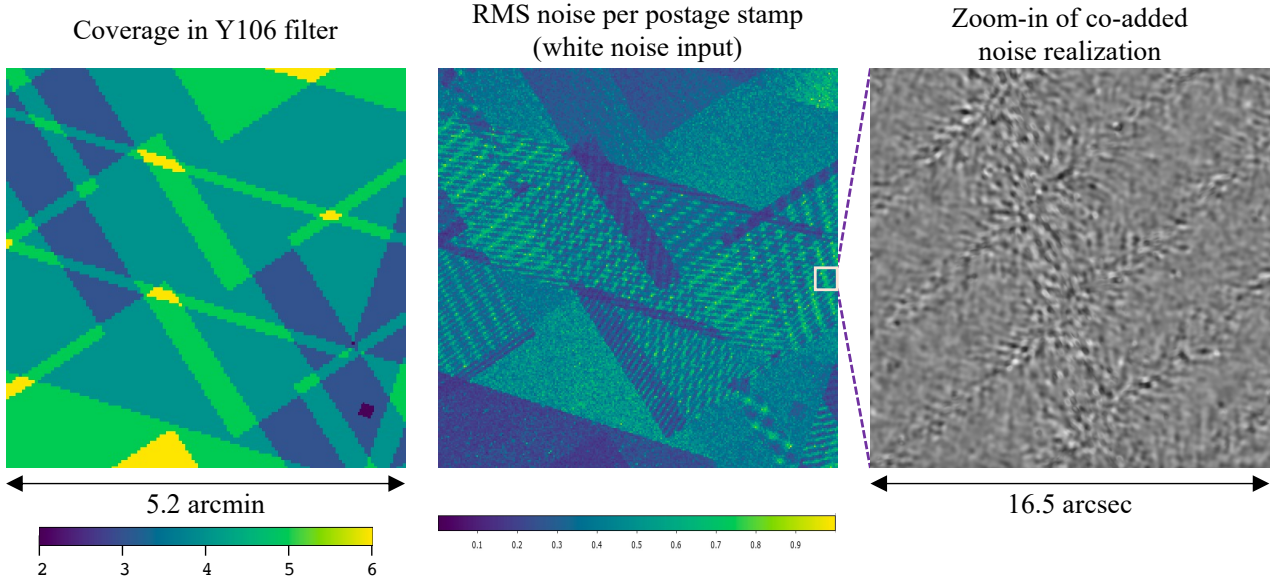 Coverage in Y106 filter
RMS noise per postage stamp
(white noise input)
Zoom-in of co-added
noise realization
5.2 arcmin
16.5 arcsec
2 3 4 5 6
0.1 0.2 0.3 0.4 0.5 0.6 0.7 0.8 0.9